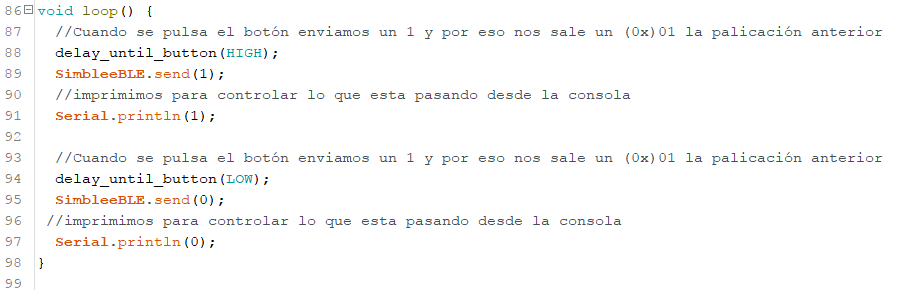 86 void loop() {
87 //Cuando se pulsa el botón enviamos un 1 y por eso nos sale un (0x)01 la palicación anterior
88 delay_until_button(HIGH);
89 SimbleeBLE.send(1);
90 //imprimimos para controlar lo que esta pasando desde la consola
91 Serial.println(1);
92
93 //Cuando se pulsa el botón enviamos un 1 y por eso nos sale un (0x)01 la palicación anterior
94 delay_until_button(LOW);
95 SimbleeBLE.send(0);
96 //imprimimos para controlar lo que esta pasando desde la consola
97 Serial.println(0);
98 }
99